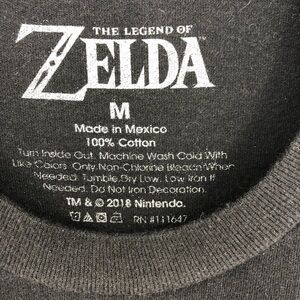 THE LEGEND OF
ZELDA
M
Made in Mexico
100% Cotton
Turn Inside Out. Machine Wash Cold With
Like Colors. Only Non-Chlorine Bleach When
Needed. Tumble Dry Low. Low Iron If
Needed. Do Not Iron Decoration.
TM & © 2018 Nintendo.
RN #111647